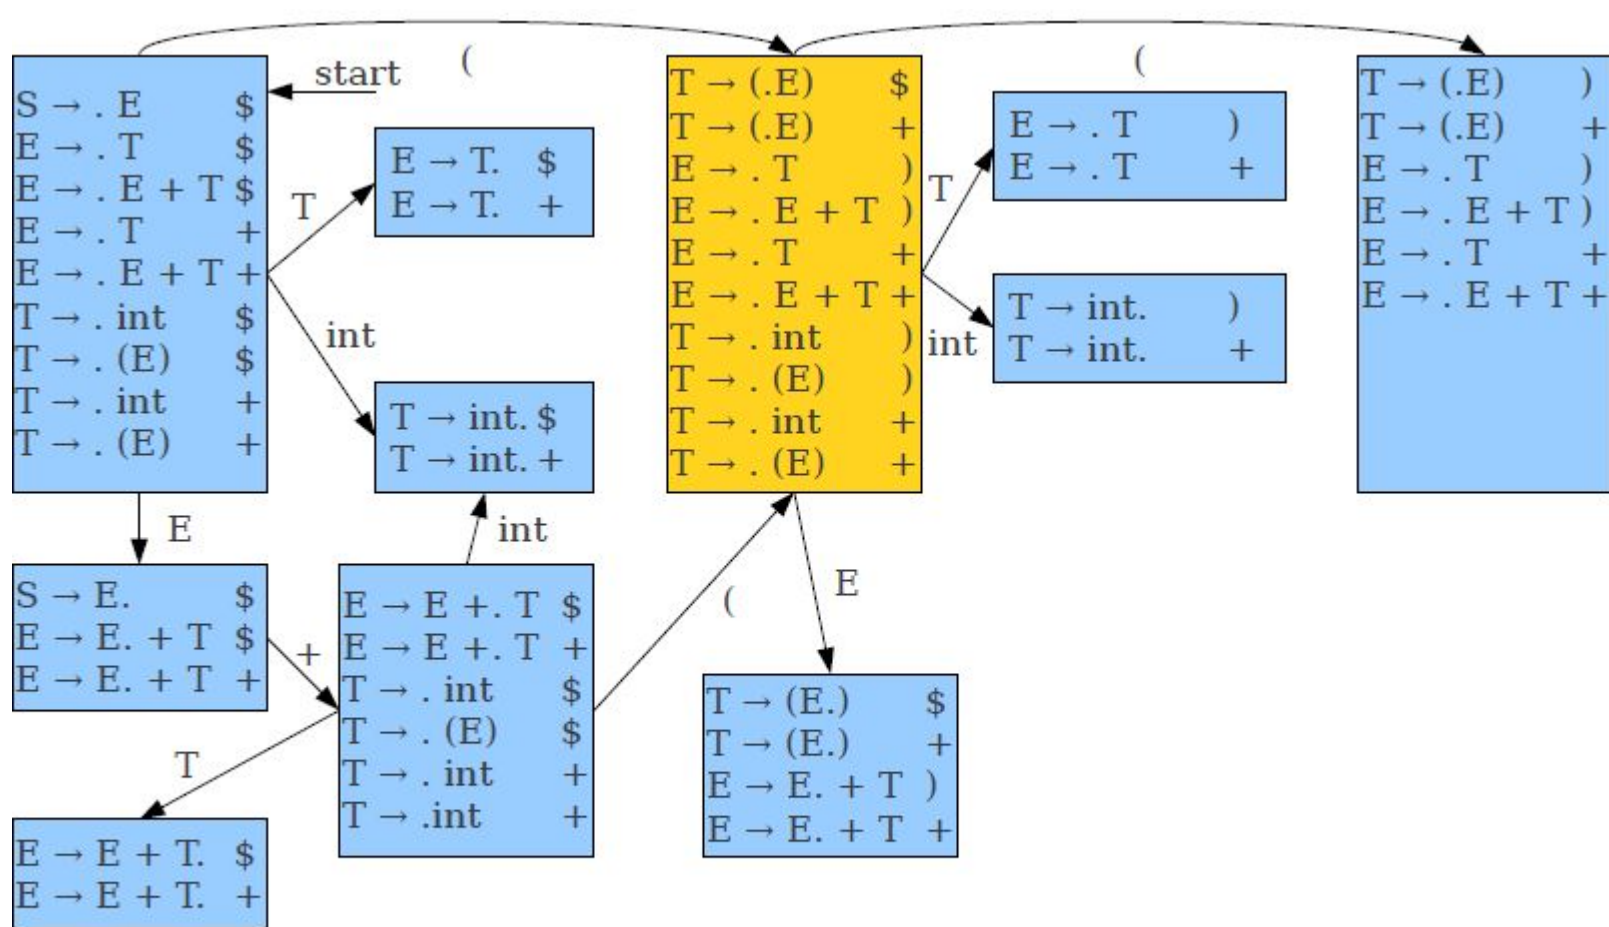 (
(
start
S → . E $
E → . T $
E → . E + T $
E → . T +
E → . E + T +
T → . int $
T → . (E) $
T → . int +
T → . (E) +
T
E → T. $
E → T. +
int
T → int. $
T → int. +
T → (.E) $
T → (.E) +
E → . T )
E → . E + T )
E → . T +
E → . E + T +
T → . int )
T → . (E) )
T → . int +
T → . (E) +
T
E → . T )
E → . T +
int
T → int. )
T → int. +
T → (.E) )
T → (.E) +
E → . T )
E → . E + T )
E → . T +
E → . E + T +
E
int
S → E. $
E → E. + T $
E → E. + T +
+
E → E +. T $
E → E +. T +
T → . int $
T → . (E) $
T → . int +
T → .int +
(
E
T → (E.) $
T → (E.) +
E → E. + T )
E → E. + T +
T
E → E + T. $
E → E + T. +